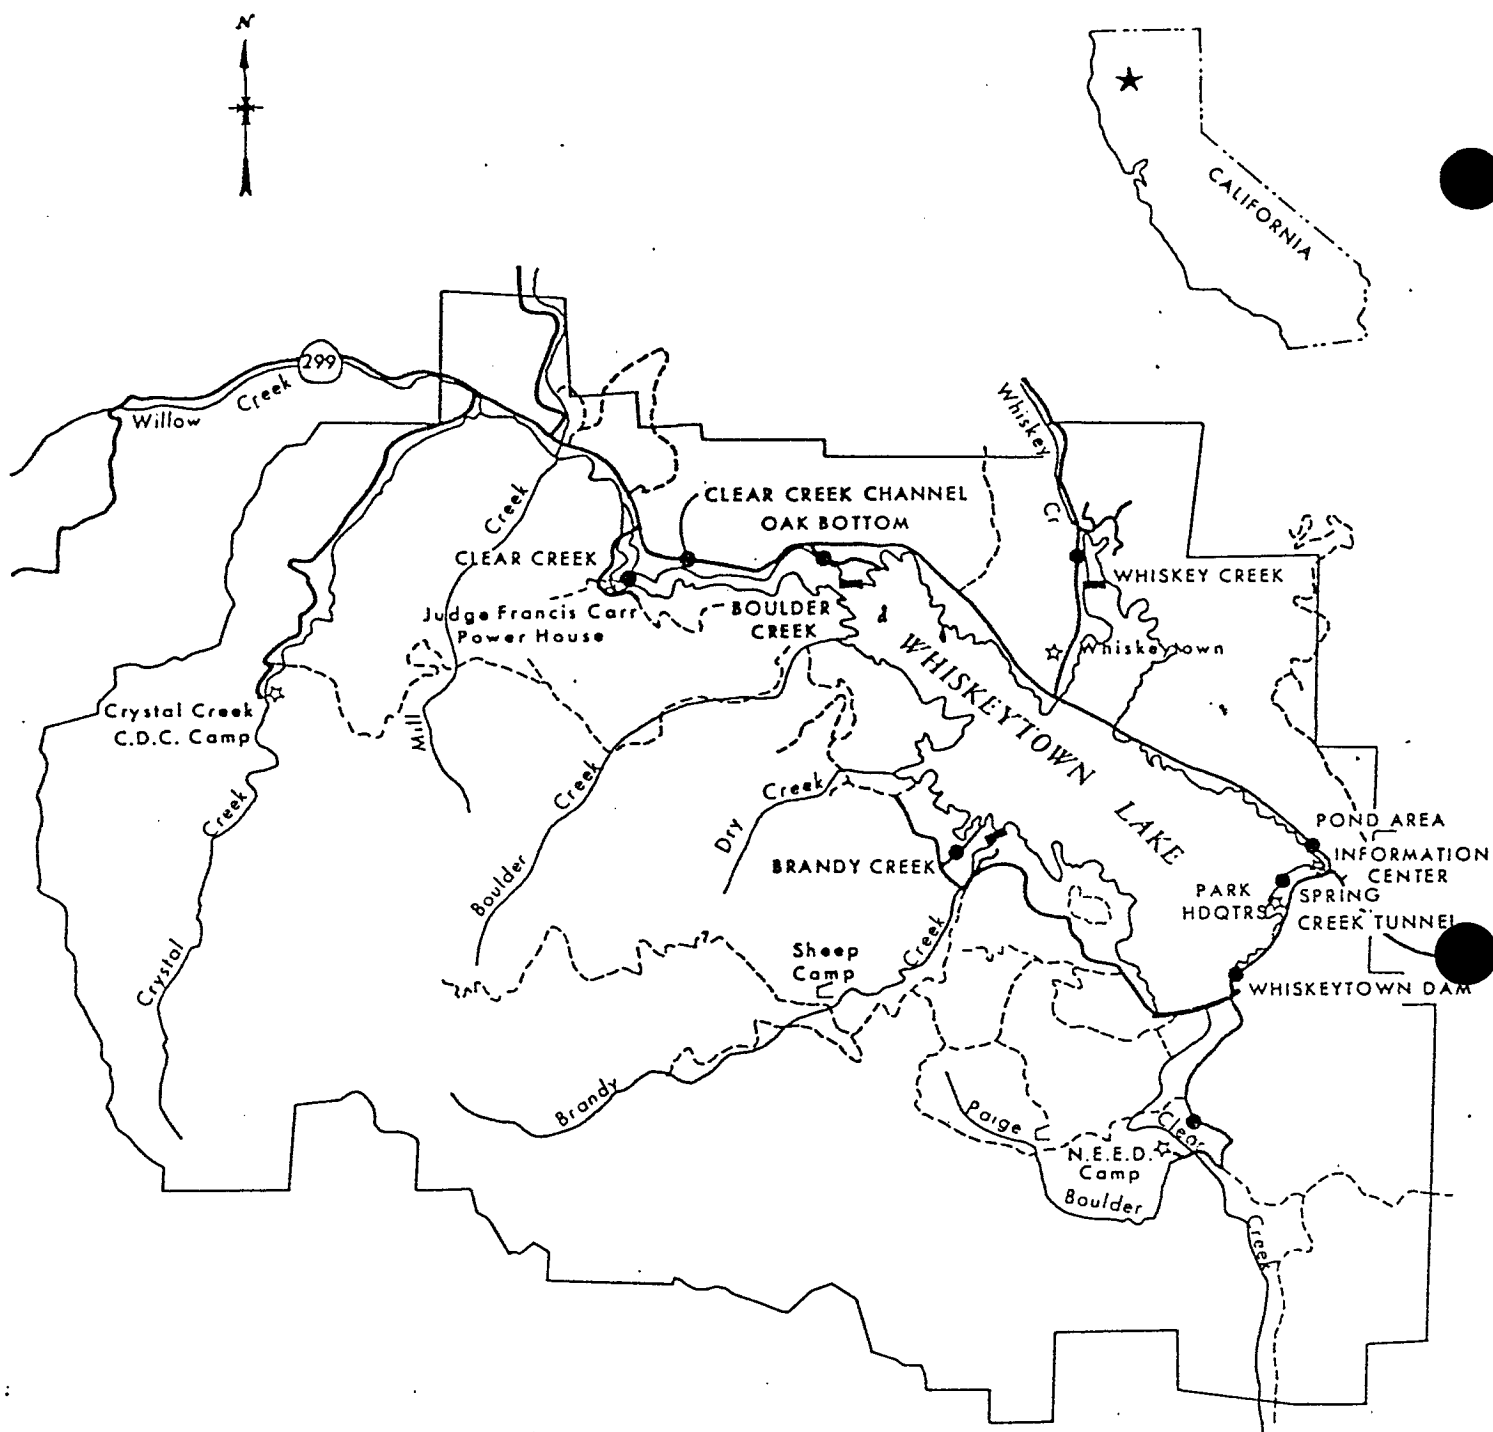 N
CALIFORNIA
299
Willow
Creek
Whiskey
Cr
Creek
CLEAR CREEK CHANNEL
OAK BOTTOM
CLEAR CREEK
WHISKEY CREEK
Judge Francis Carr
Power House
BOULDER
CREEK
Whiskeytown
WHISKEYTOWN
LAKE
Crystal Creek
C.D.C. Camp
Mill
Creek
Creek
Creek
Dry
Boulder
BRANDY CREEK
POND AREA
INFORMATION
CENTER
PARK
HDQTRS
SPRING
CREEK TUNNEL
Crystal
Sheep
Camp
Creek
WHISKEYTOWN DAM
Brandy
Paige
Clear
N.E.E.D.
Camp
Boulder
Creek